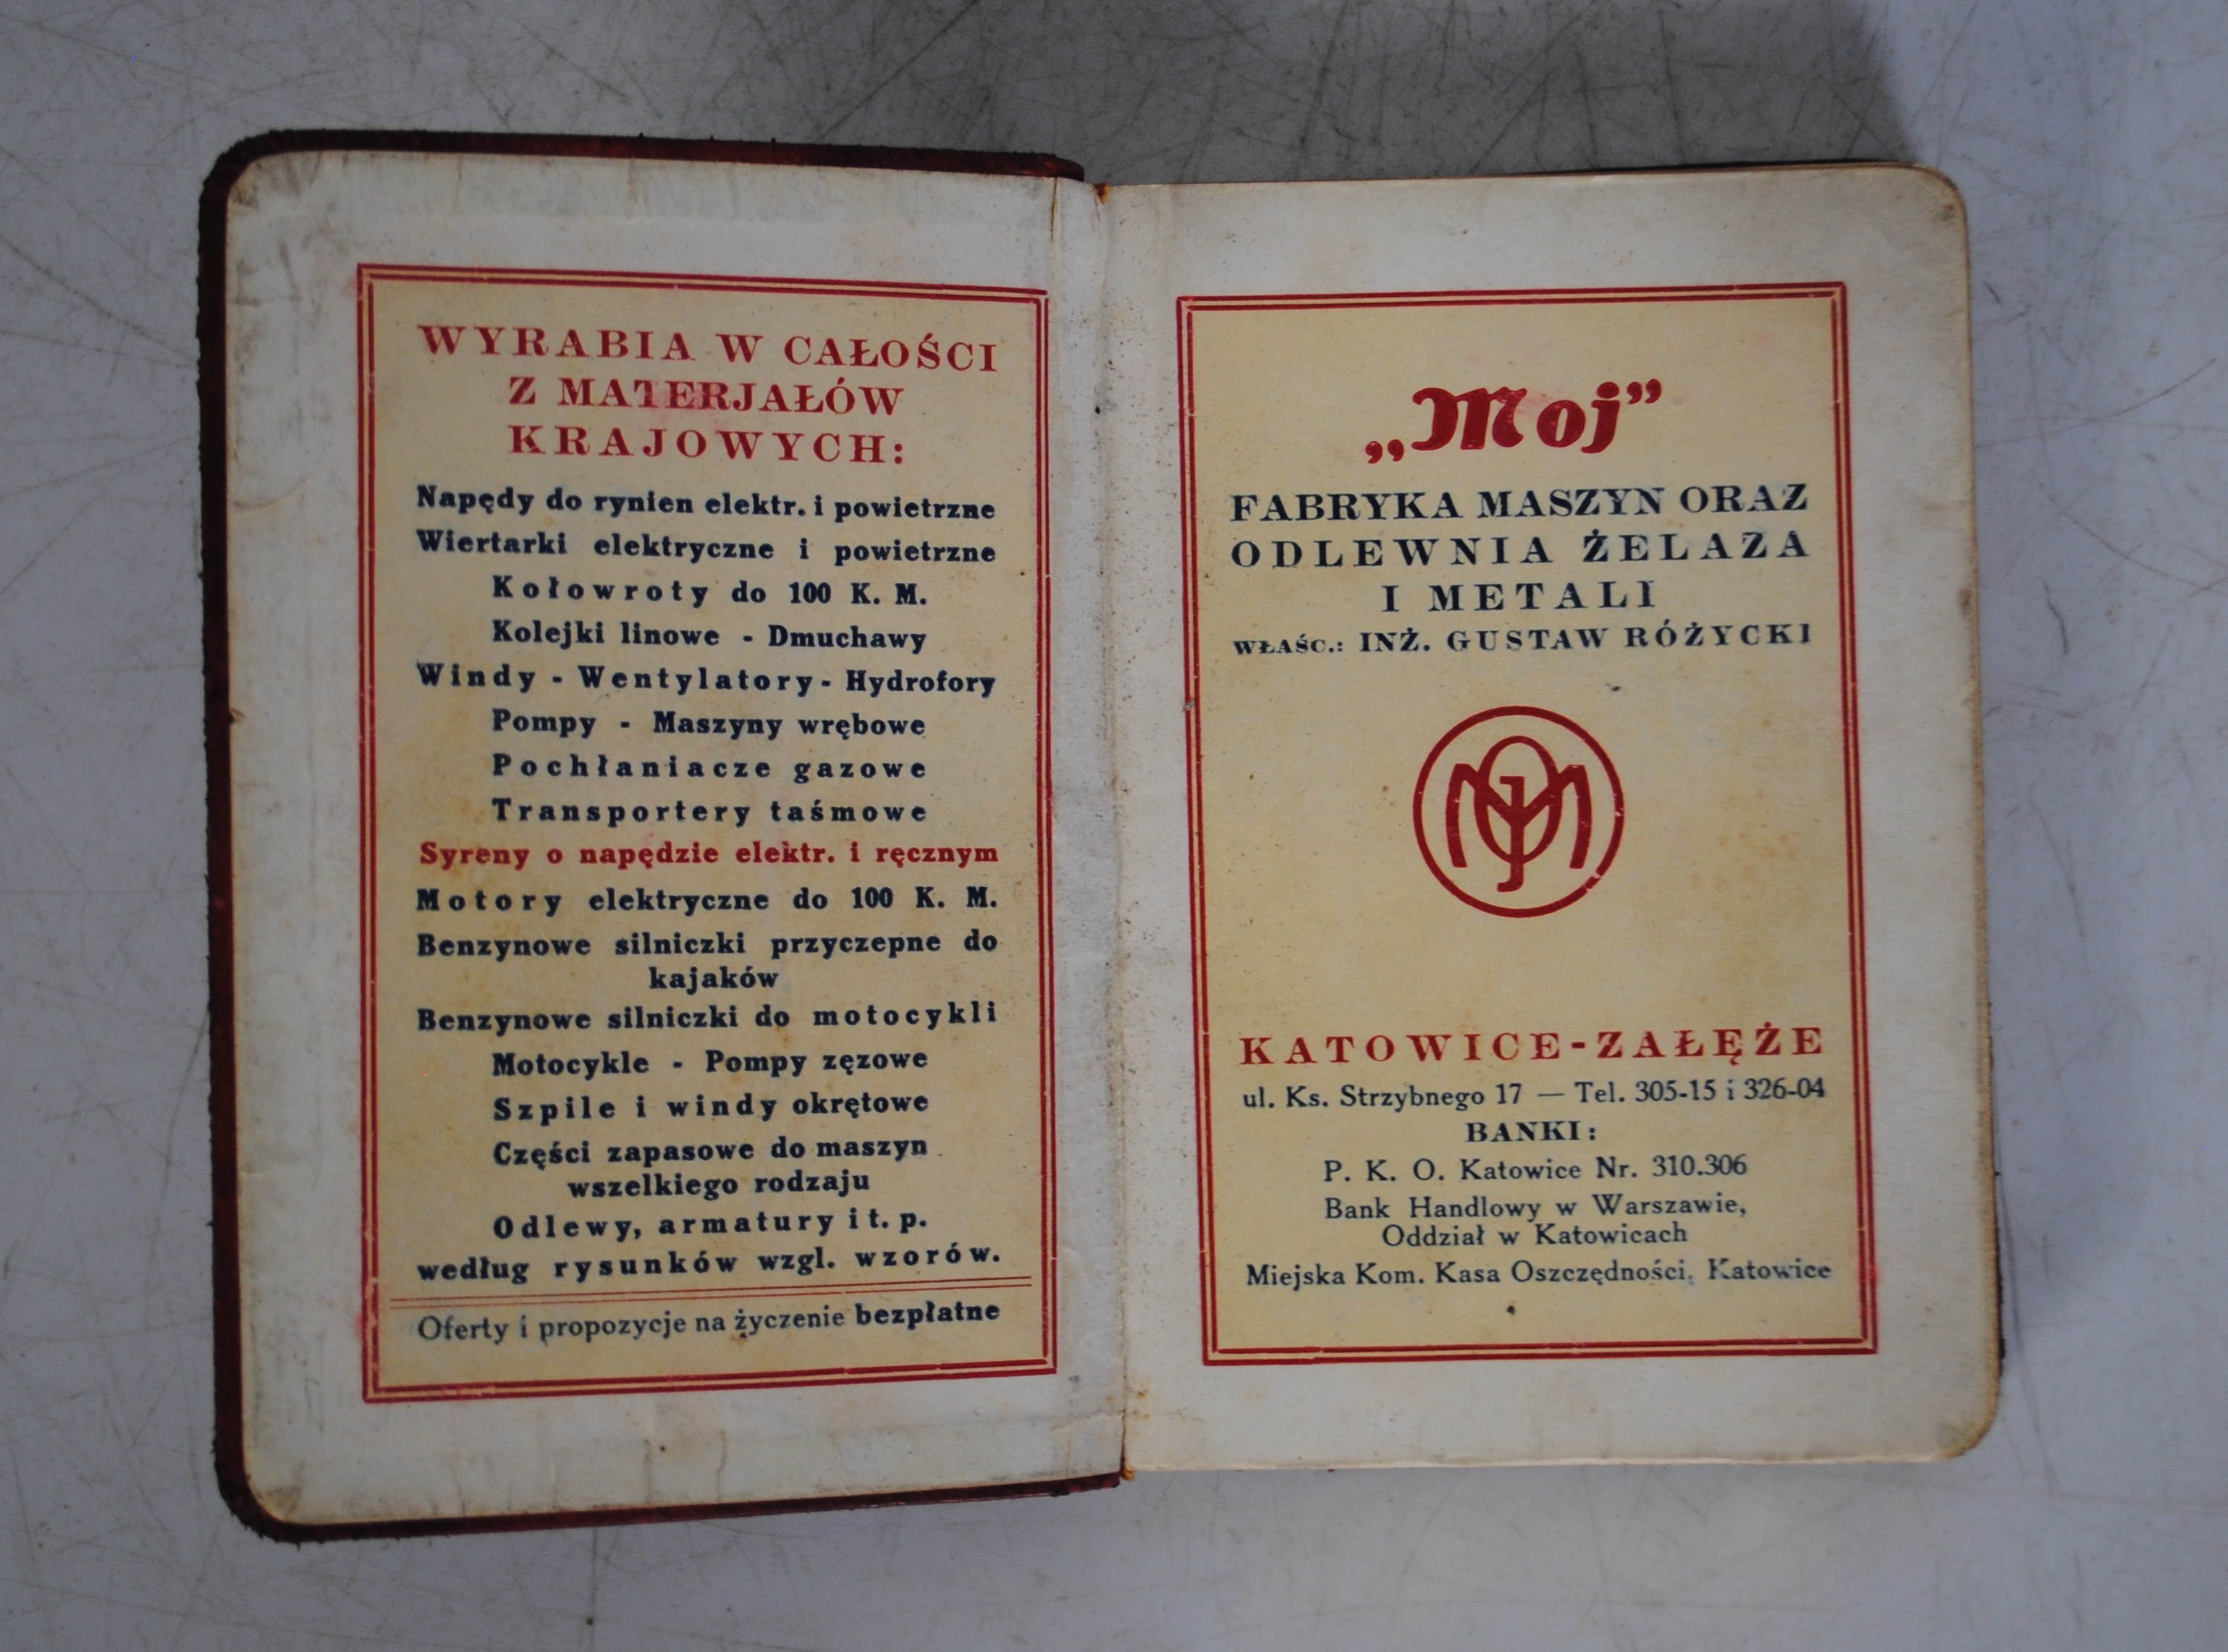 WYRABIA W CAŁOŚCI
Z MATERJAŁÓW
KRAJOWYCH:
Napędy do rynien elektr. i powietrzne
Wiertarki elektryczne i powietrzne
Kołowroty do 100 K. M.
Kolejki linowe - Dmuchawy
Windy - Wentylatory - Hydrofory
Pompy - Maszyny wrębowe
Pochłaniacze gazowe
Transportery taśmowe
Syreny o napędzie elektr. i ręcznym
Motory elektryczne do 100 K. M.
Benzynowe silniczki przyczepne do
kajaków
Benzynowe silniczki do motocykli
Motocykle - Pompy zęzowe
Szpile i windy okrętowe
Części zapasowe do maszyn
wszelkiego rodzaju
Odlewy, armatury i t. p.
według rysunków wzgl. wzorów.
Oferty i propozycje na życzenie bezpłatne
„Moj”
FABRYKA MASZYN ORAZ
ODLEWNIA ŻELAZA
I METALI
WŁAŚC.: INŻ. GUSTAW RÓŻYCKI
MOJ
KATOWICE-ZAŁĘŻE
ul. Ks. Strzybnego 17 — Tel. 305-15 i 326-04
BANKI:
P. K. O. Katowice Nr. 310.306
Bank Handlowy w Warszawie,
Oddział w Katowicach
Miejska Kom. Kasa Oszczędności, Katowice